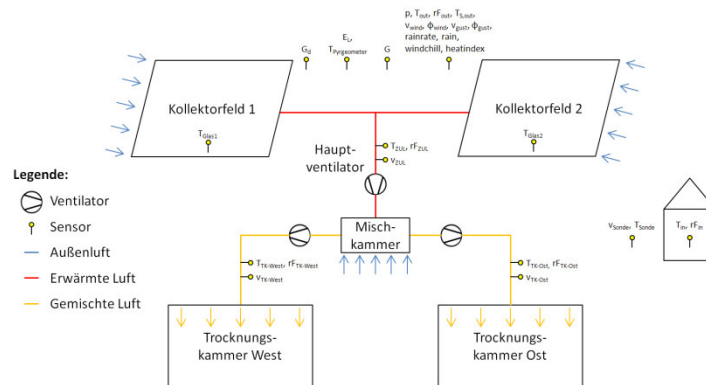 p, T_out, rF_out, T_S,out,
v_wind, ϕ_wind, v_gust, ϕ_gust,
rainrate, rain,
windchill, heatindex
E_L,
T_Pyrgeometer
G_d
G
Kollektorfeld 1
T_Glas1
Kollektorfeld 2
T_Glas2
Haupt-
ventilator
T_ZUL, rF_ZUL
v_ZUL
Legende:
Ventilator
Sensor
Außenluft
Erwärmte Luft
Gemischte Luft
Misch-
kammer
v_Sonde, T_Sonde
T_in, rF_in
T_TK-West, rF_TK-West
v_TK-West
T_TK-Ost, rF_TK-Ost
v_TK-Ost
Trocknungs-
kammer West
Trocknungs-
kammer Ost